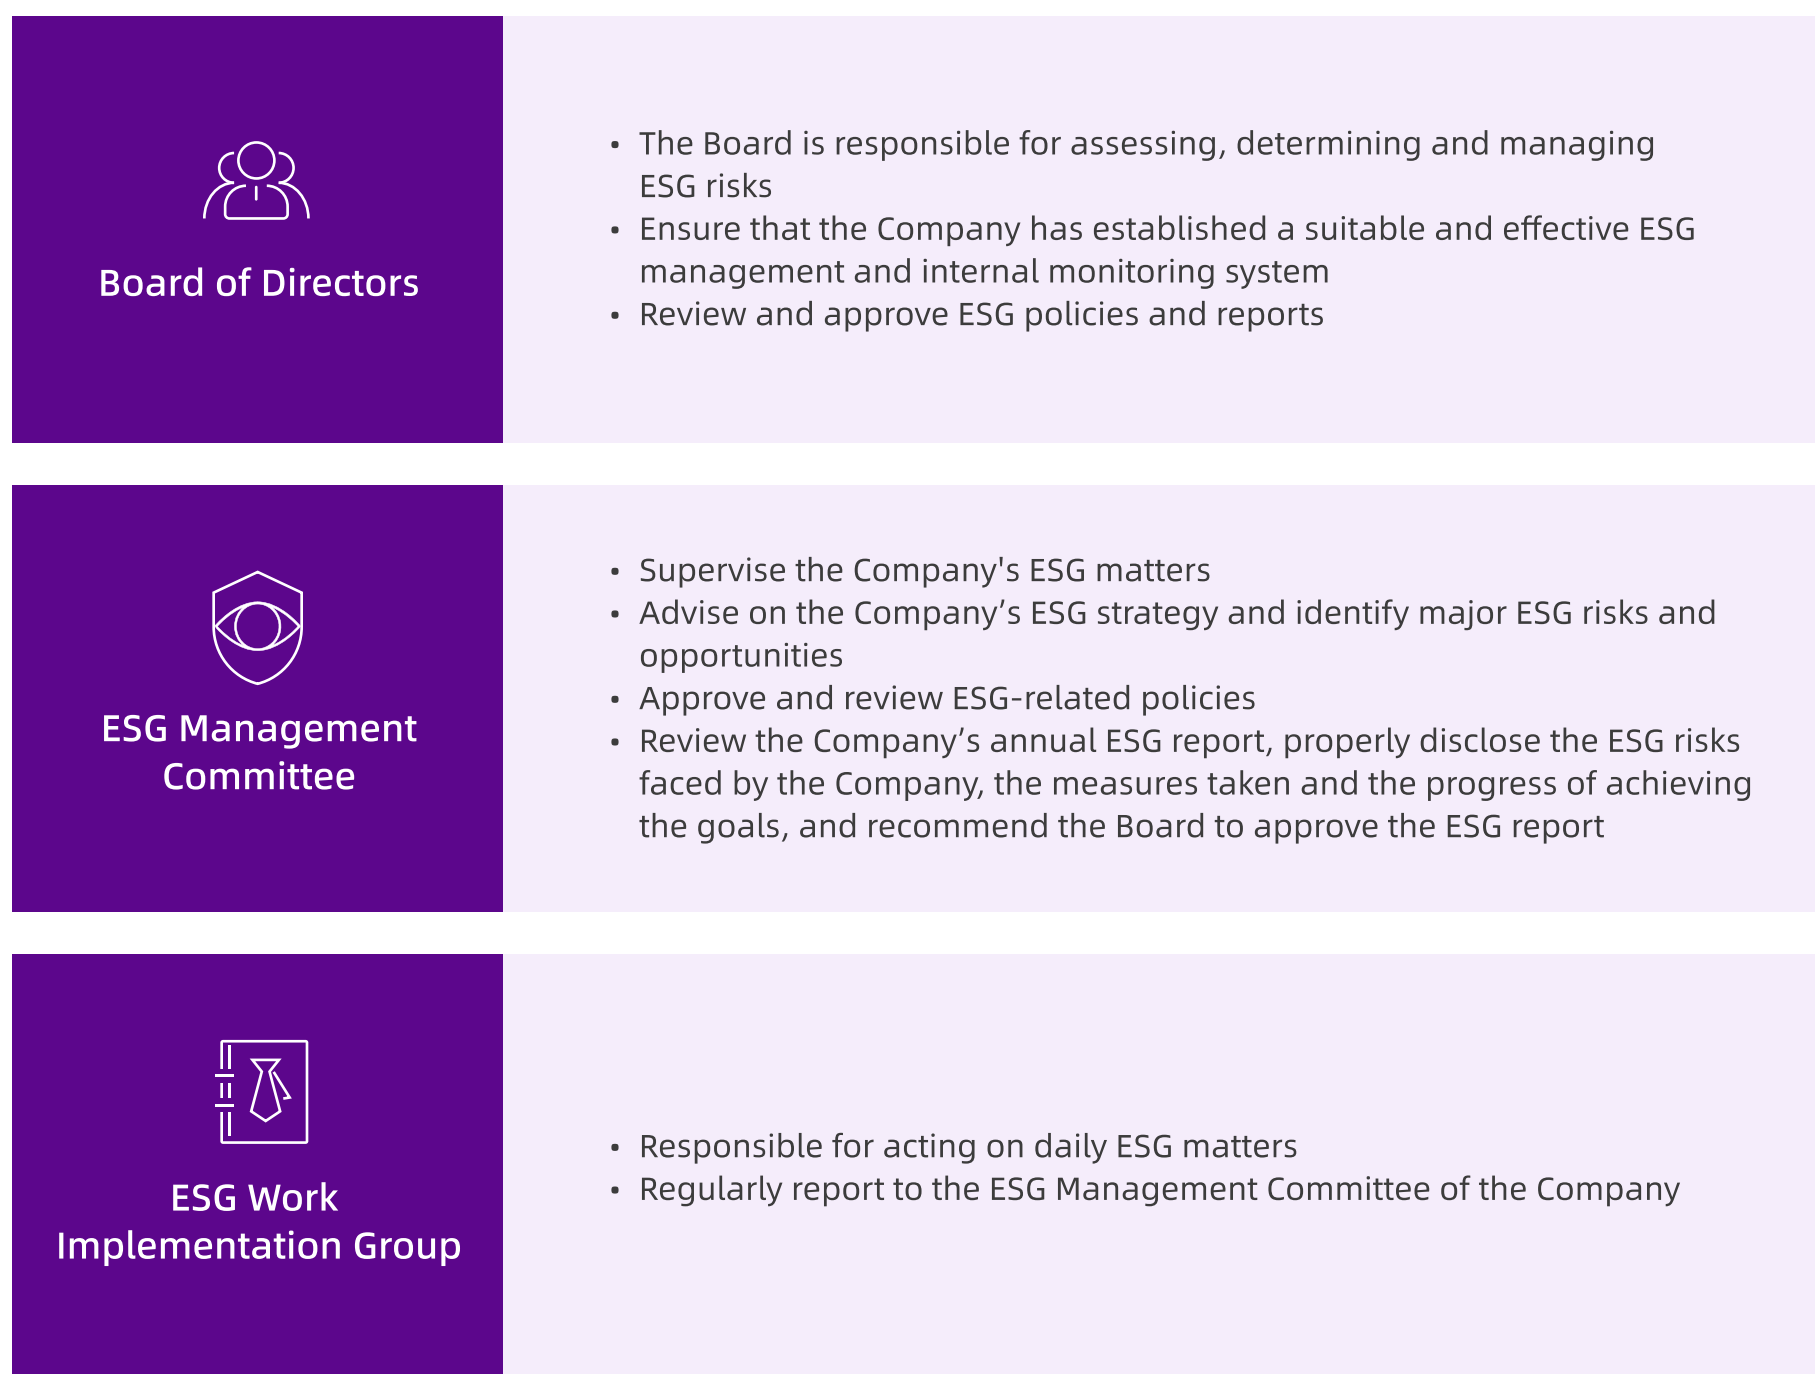 Board of Directors
• The Board is responsible for assessing, determining and managing
ESG risks
• Ensure that the Company has established a suitable and effective ESG
management and internal monitoring system
• Review and approve ESG policies and reports
ESG Management
Committee
• Supervise the Company's ESG matters
• Advise on the Company’s ESG strategy and identify major ESG risks and
opportunities
• Approve and review ESG-related policies
• Review the Company’s annual ESG report, properly disclose the ESG risks
faced by the Company, the measures taken and the progress of achieving
the goals, and recommend the Board to approve the ESG report
ESG Work
Implementation Group
• Responsible for acting on daily ESG matters
• Regularly report to the ESG Management Committee of the Company